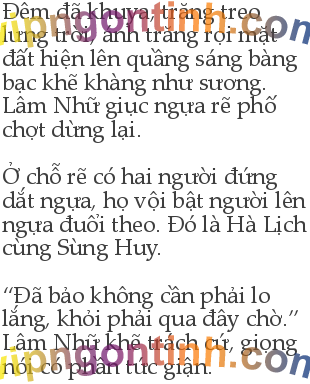 Đêm đã khuya, trăng treo
lưng trời, ánh trăng rọi mặt
đất hiện lên quầng sáng bàng
bạc khẽ khàng như sương.
Lâm Nhữ giục ngựa rẽ phố
chợt dừng lại.
Ở chỗ rẽ có hai người đứng
dắt ngựa, họ vội bật người lên
ngựa đuổi theo. Đó là Hà Lịch
cùng Sùng Huy.
“Đã bảo không cần phải lo
lắng, khỏi phải qua đây chờ.”
Lâm Nhữ khẽ trách cứ, giọng
nói có phần tức giận.
vipngontinh.com
vipngontinh.com